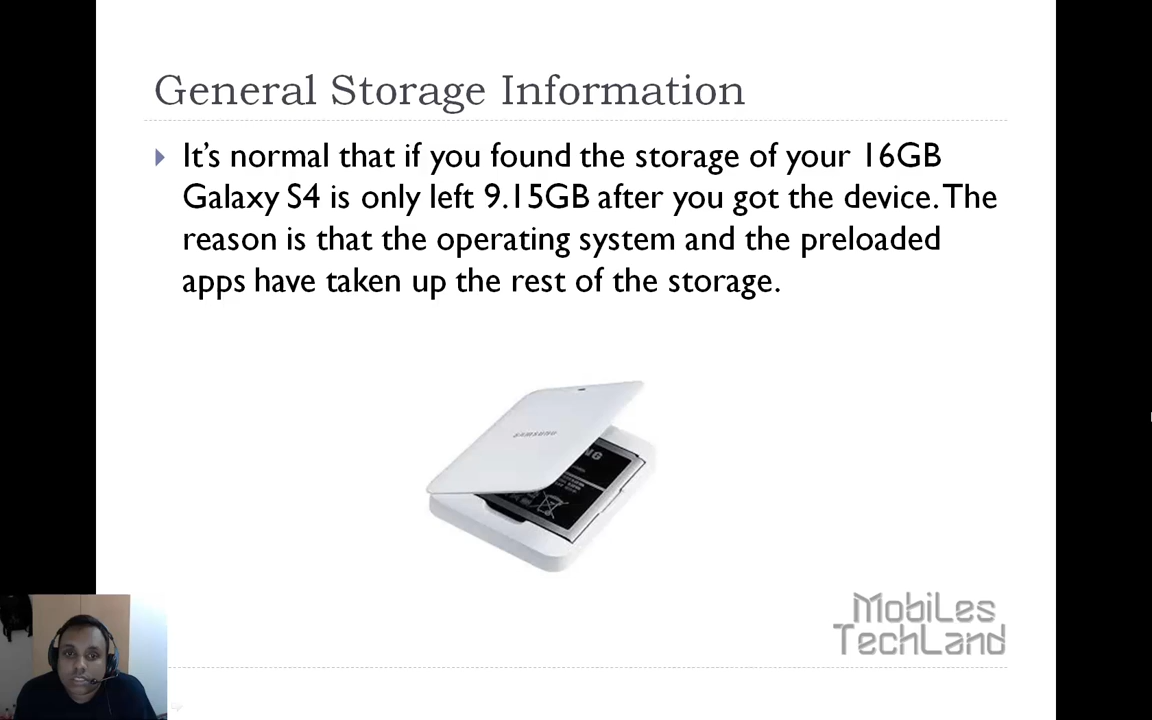 General Storage Information
It's normal that if you found the storage of your 16GB
Galaxy S4 is only left 9.15GB after you got the device. The
reason is that the operating system and the preloaded
apps have taken up the rest of the storage.
SAMSUNG
MobiLes
TechLand